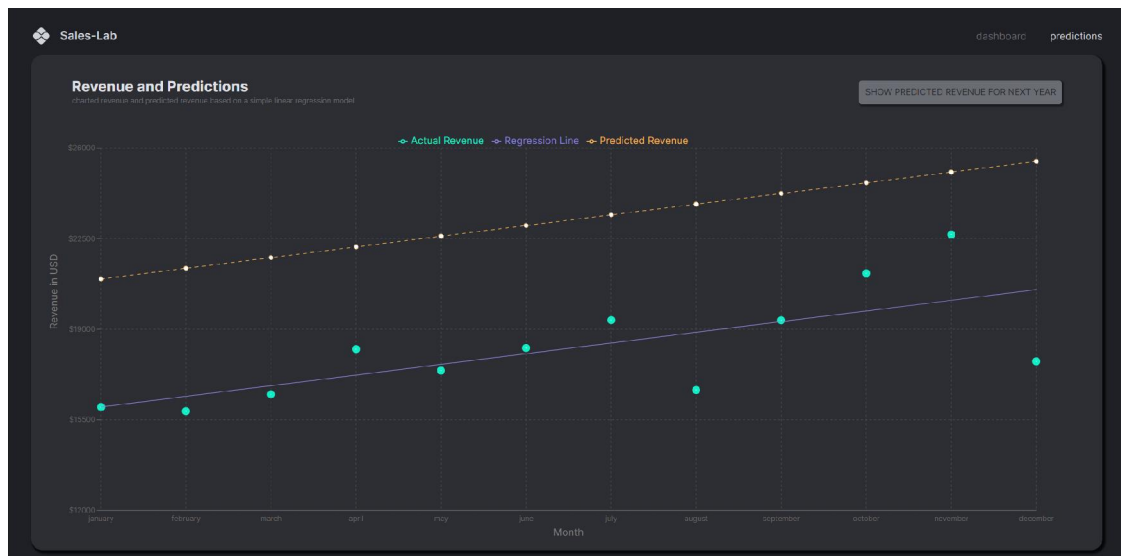 Sales-Lab
dashboard predictions
Revenue and Predictions
charted revenue and predicted revenue based on a simple linear regression model
SHOW PREDICTED REVENUE FOR NEXT YEAR
Actual Revenue Regression Line Predicted Revenue
$26000
$22500
$19000
$15500
$12000
Revenue in USD
january february march april may june july august september october november december
Month